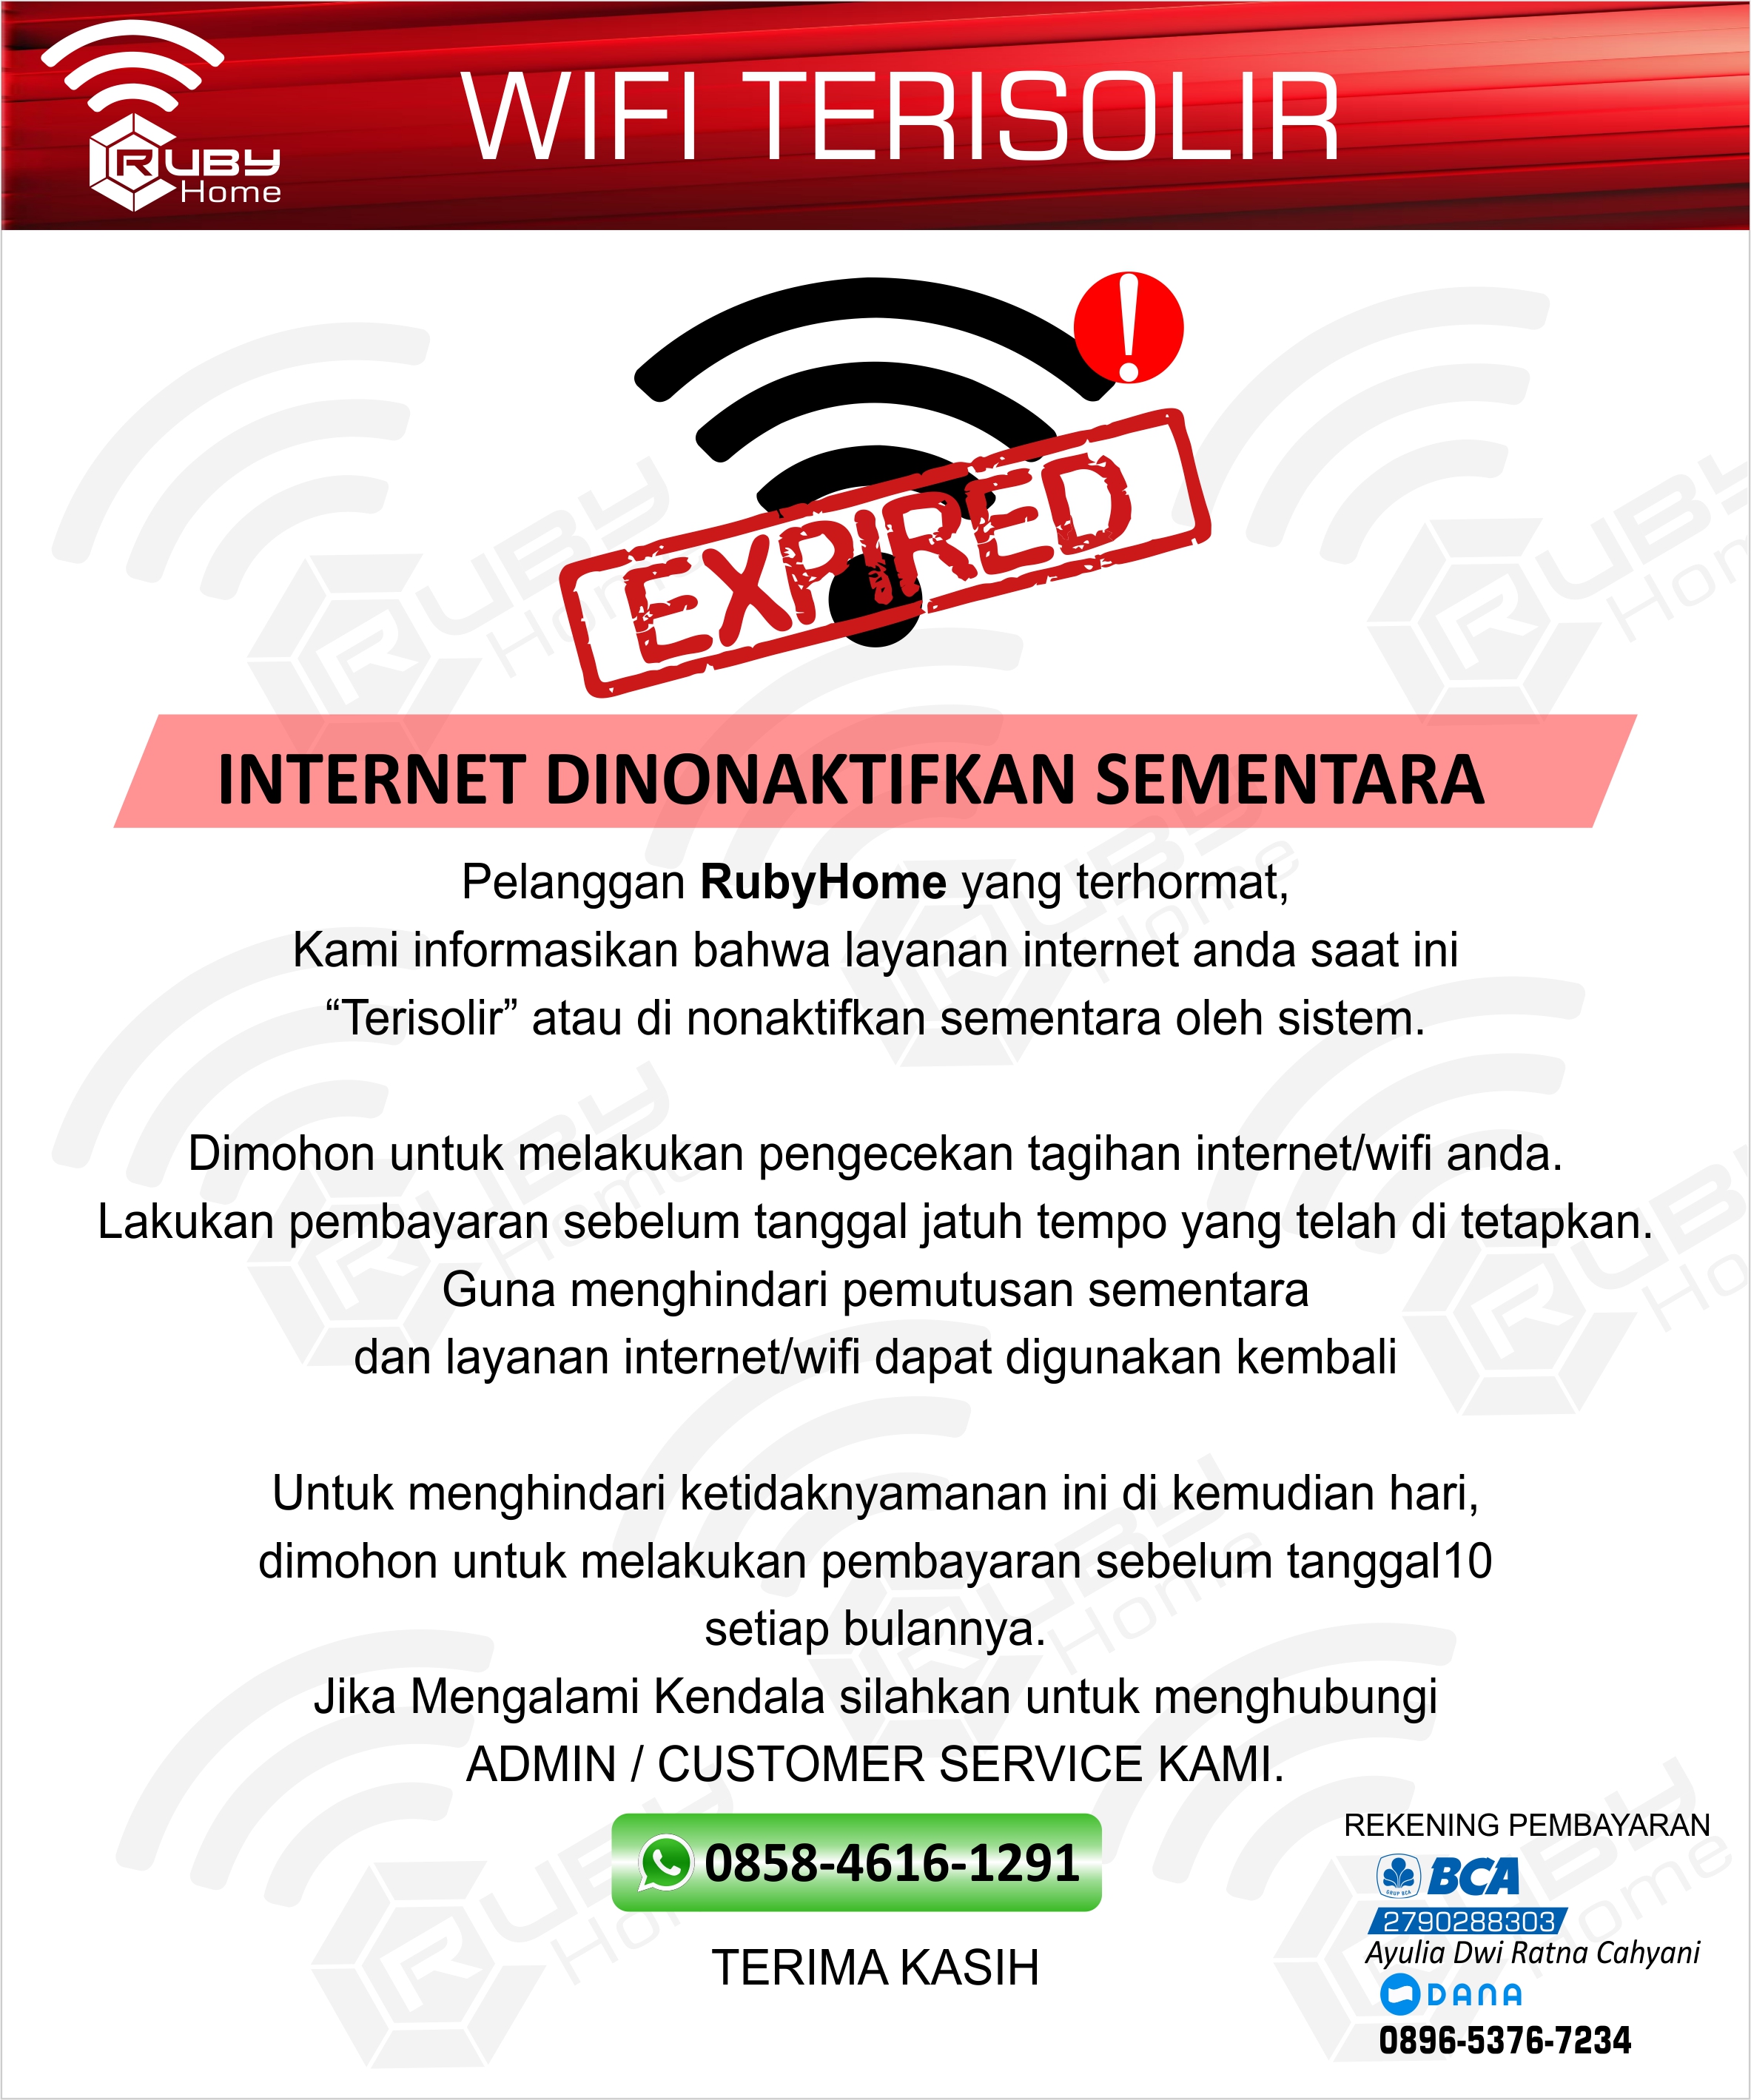 RUBY
Home
WIFI TERISOLIR
EXPIRED
INTERNET DINONAKTIFKAN SEMENTARA
Pelanggan RubyHome yang terhormat,
Kami informasikan bahwa layanan internet anda saat ini
“Terisolir” atau di nonaktifkan sementara oleh sistem.
Dimohon untuk melakukan pengecekan tagihan internet/wifi anda.
Lakukan pembayaran sebelum tanggal jatuh tempo yang telah di tetapkan.
Guna menghindari pemutusan sementara
dan layanan internet/wifi dapat digunakan kembali
Untuk menghindari ketidaknyamanan ini di kemudian hari,
dimohon untuk melakukan pembayaran sebelum tanggal10
setiap bulannya.
Jika Mengalami Kendala silahkan untuk menghubungi
ADMIN / CUSTOMER SERVICE KAMI.
0858-4616-1291
TERIMA KASIH
REKENING PEMBAYARAN
GRUP BCA
BCA
2790288303
Ayulia Dwi Ratna Cahyani
DANA
0896-5376-7234